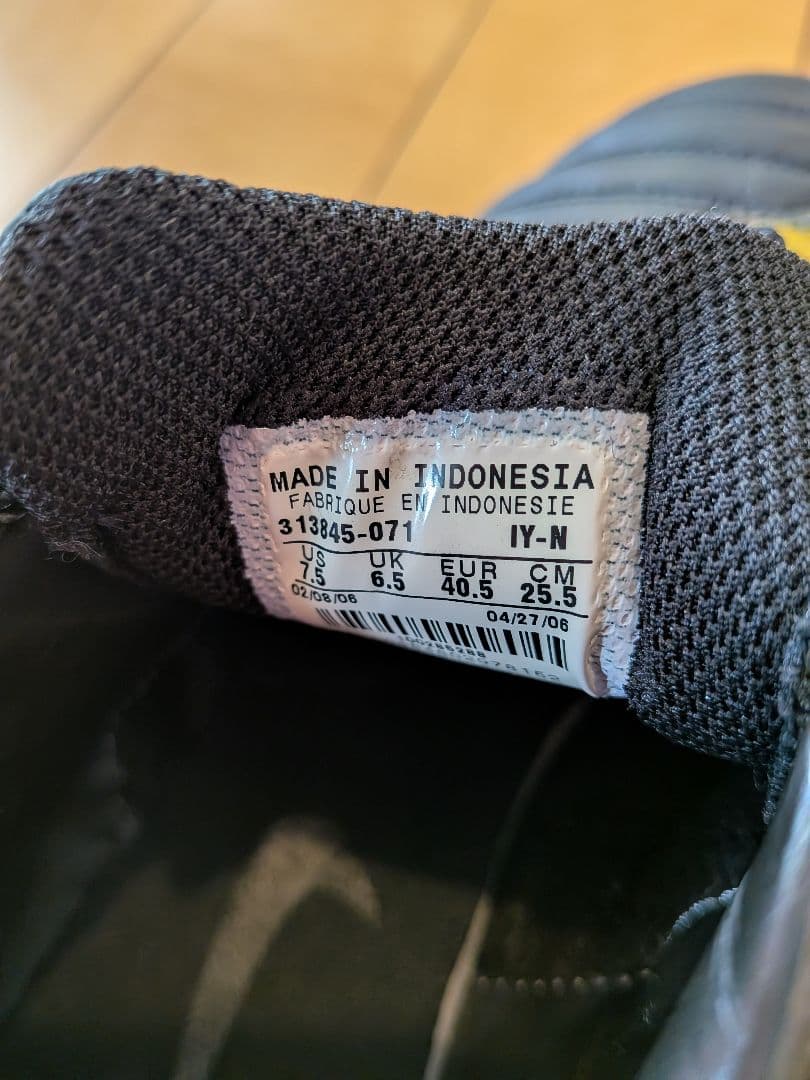 MADE IN INDONESIA
FABRIQUE EN INDONESIE
313845-071 IY-N
US UK EUR CM
7.5 6.5 40.5 25.5
02/08/06 04/27/06